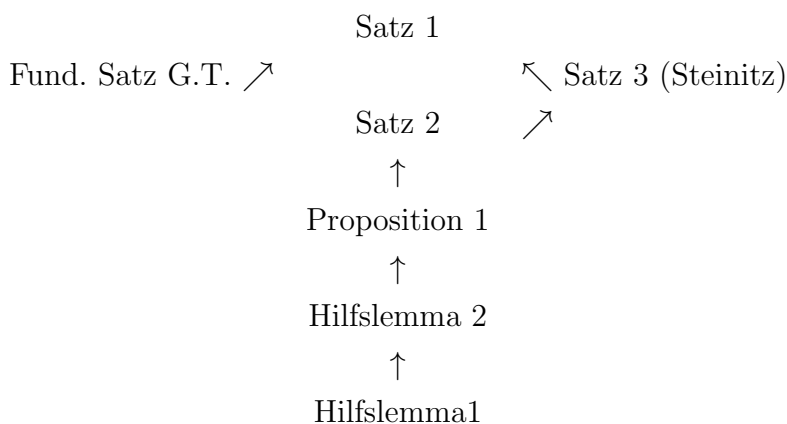 Satz 1
Fund. Satz G.T. ↗ ↖ Satz 3 (Steinitz)
Satz 2 ↗
↑
Proposition 1
↑
Hilfslemma 2
↑
Hilfslemma1